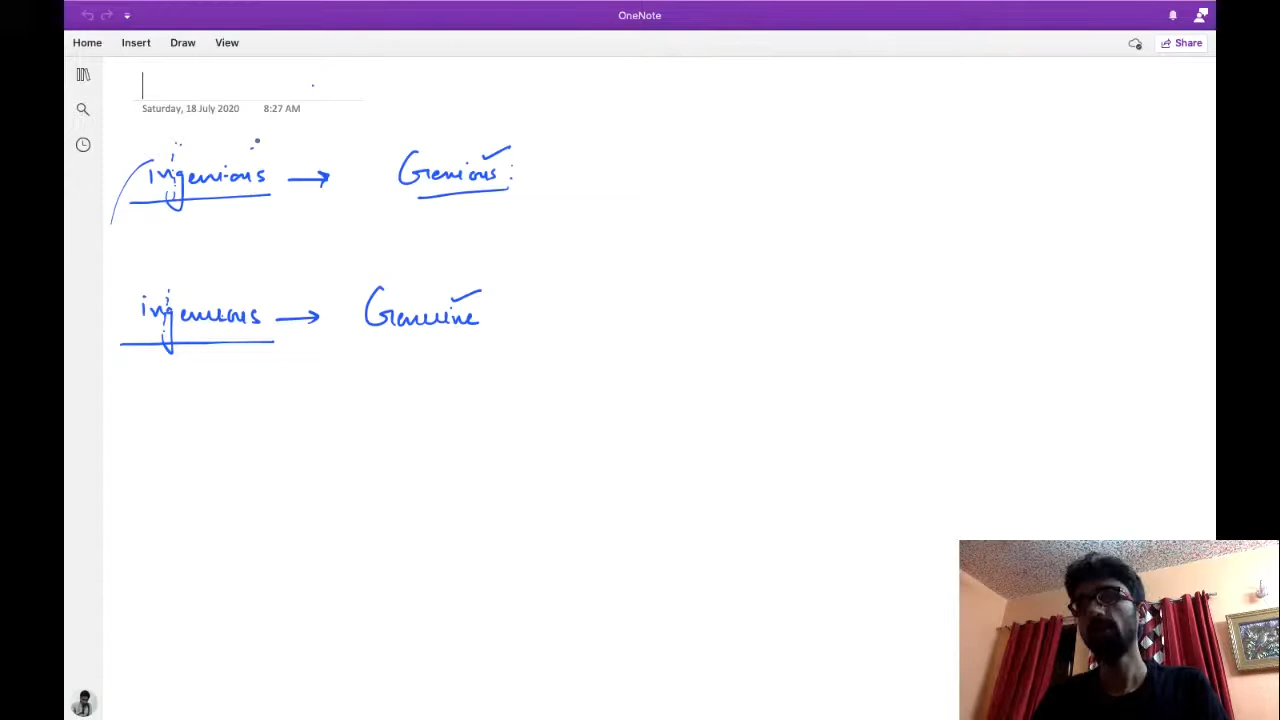 OneNote
Home Insert Draw View Share
Saturday, 18 July 2020 8:27 AM
ingenious → Genious :
ingenuous → Genuine